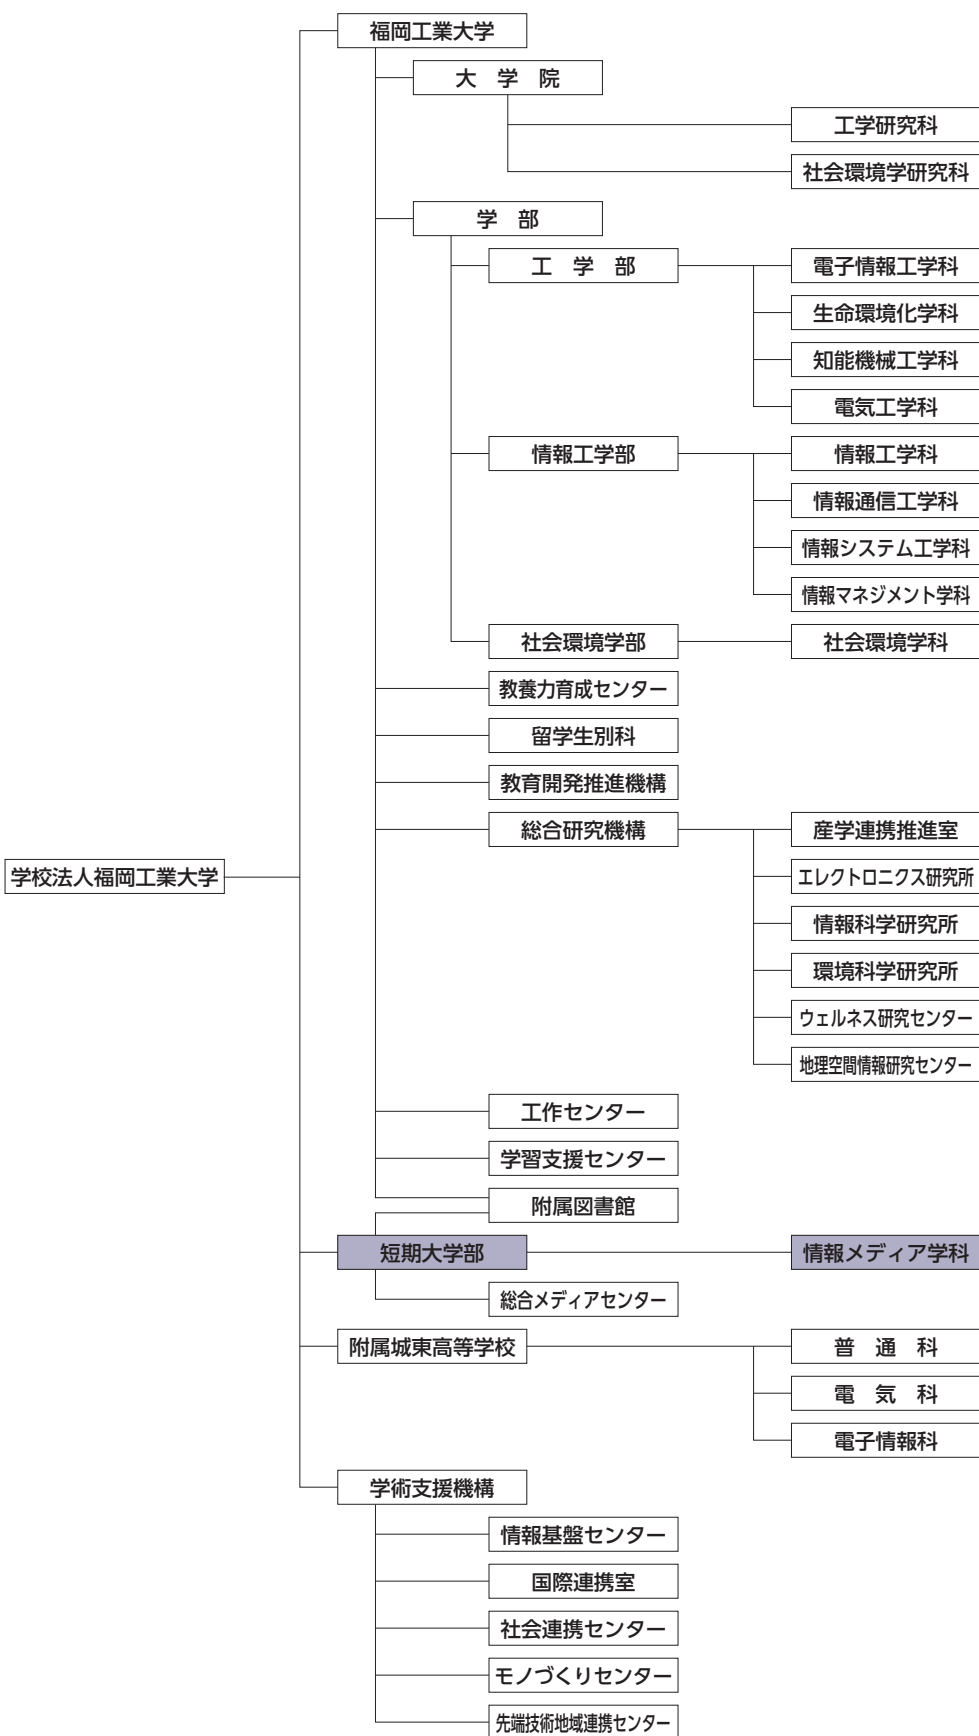 福岡工業大学
大 学 院
工学研究科
社会環境学研究科
学 部
工 学 部
電子情報工学科
生命環境化学科
知能機械工学科
電気工学科
情報工学部
情報工学科
情報通信工学科
情報システム工学科
情報マネジメント学科
社会環境学部
社会環境学科
教養力育成センター
留学生別科
教育開発推進機構
総合研究機構
産学連携推進室
学校法人福岡工業大学
エレクトロニクス研究所
情報科学研究所
環境科学研究所
ウェルネス研究センター
地理空間情報研究センター
工作センター
学習支援センター
附属図書館
短期大学部
情報メディア学科
総合メディアセンター
附属城東高等学校
普 通 科
電 気 科
電子情報科
学術支援機構
情報基盤センター
国際連携室
社会連携センター
モノづくりセンター
先端技術地域連携センター